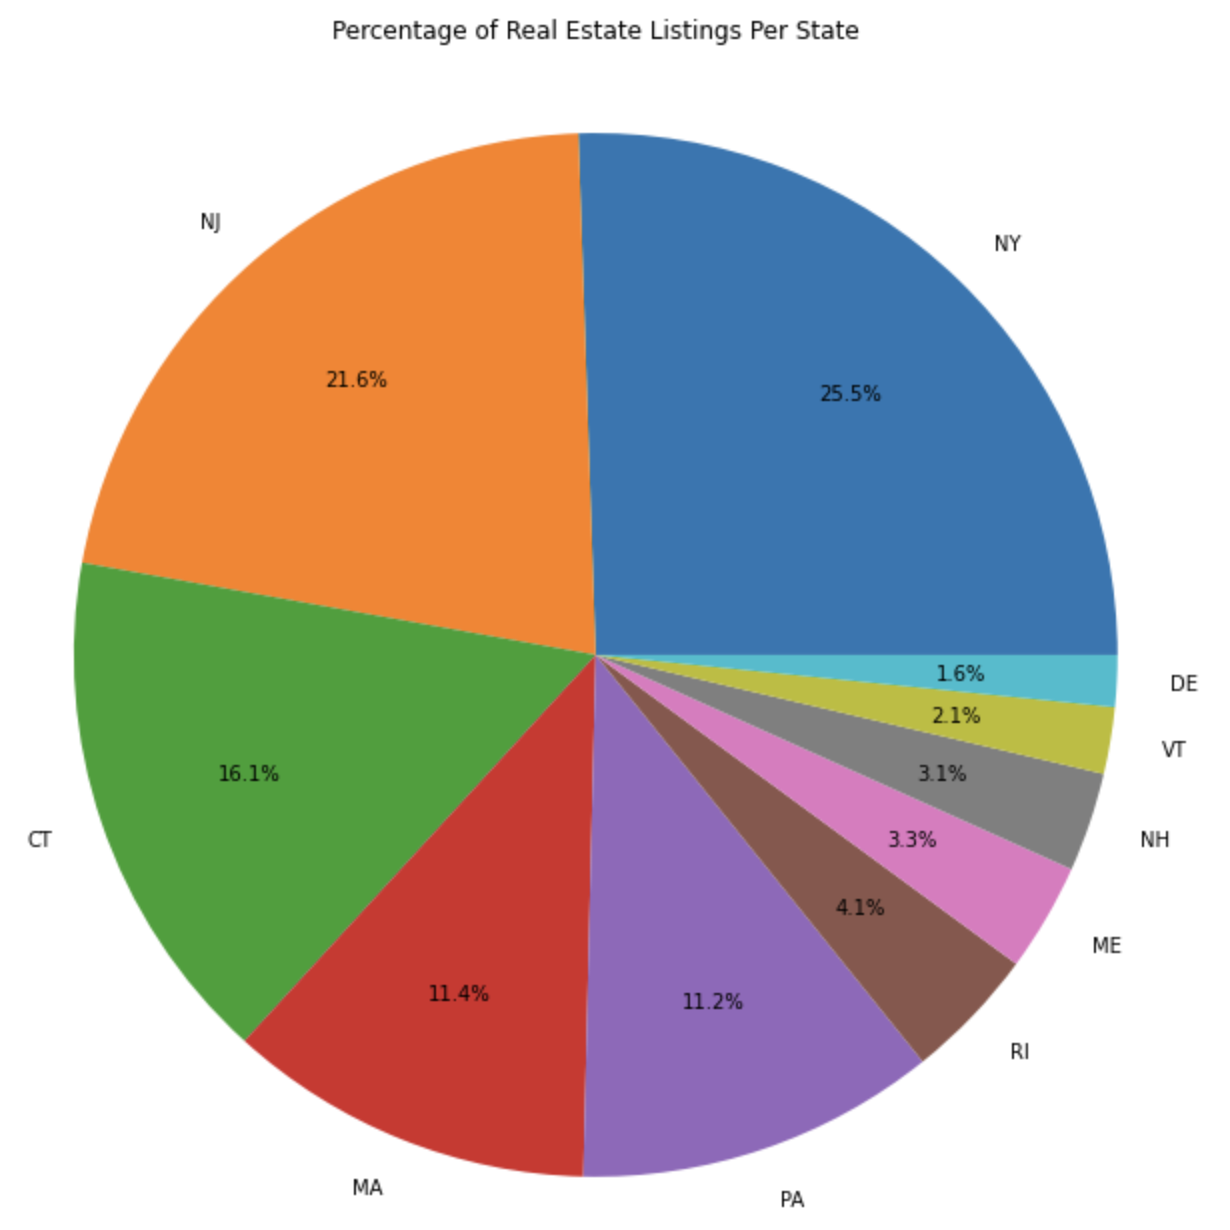 Percentage of Real Estate Listings Per State
NJ
NY
21.6%
25.5%
DE
1.6%
2.1%
VT
16.1%
3.1%
CT
3.3%
NH
4.1%
ME
11.4%
11.2%
RI
MA
PA